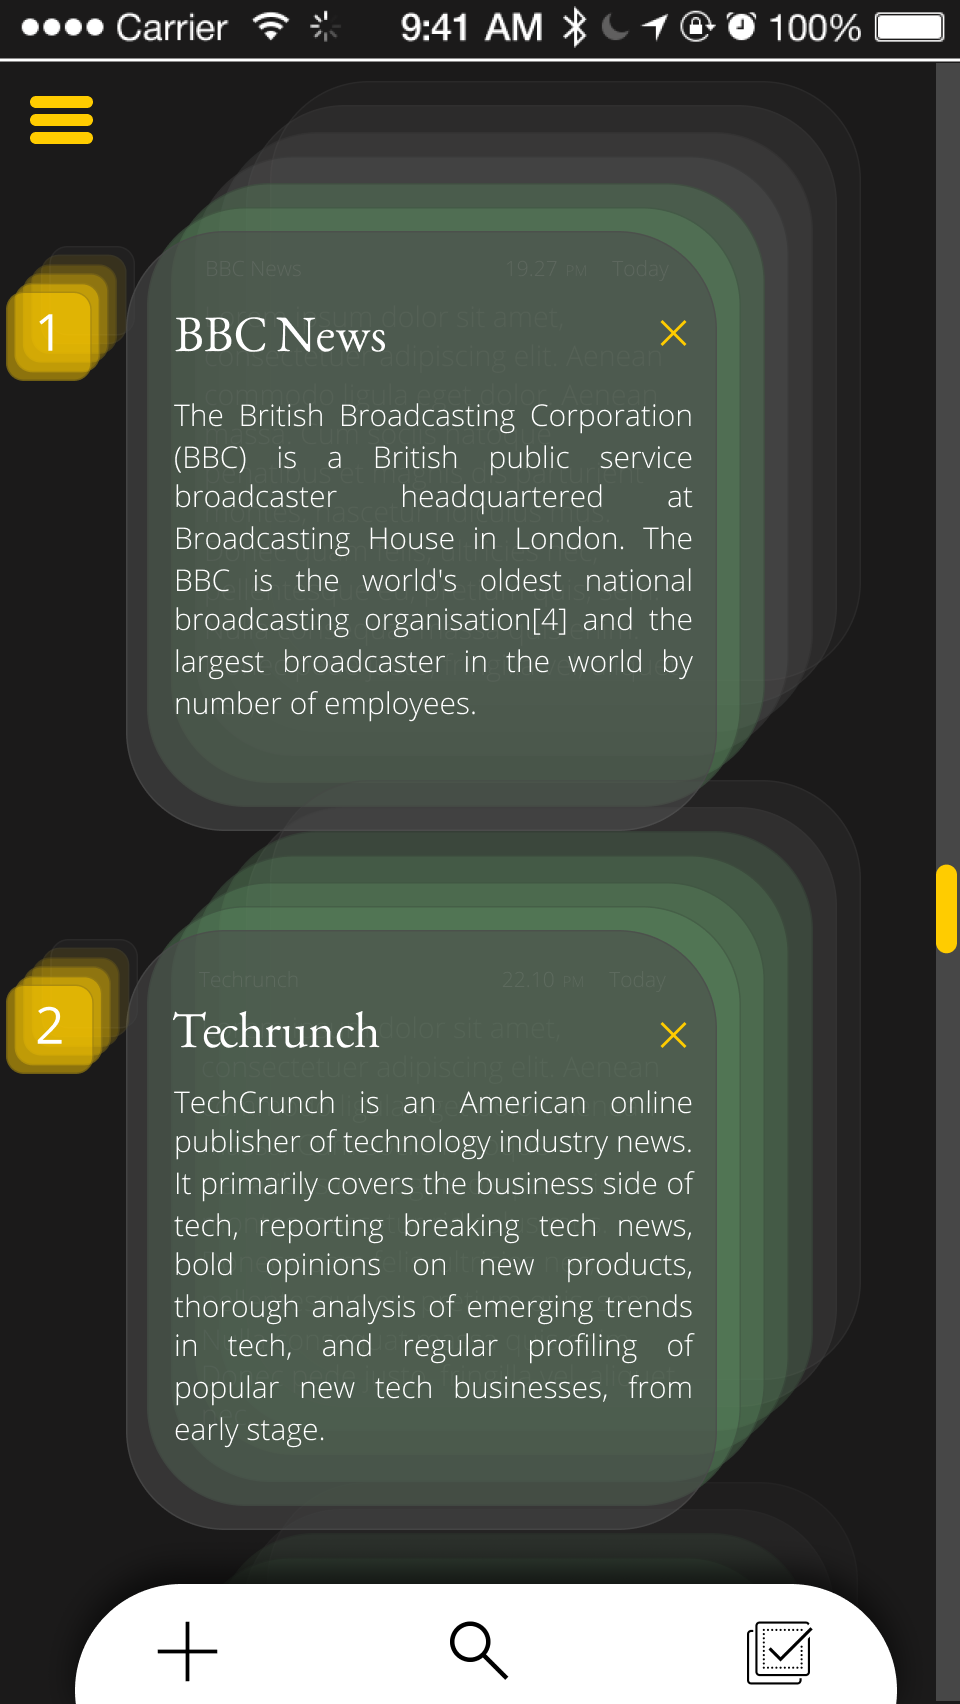 Carrier 9:41 AM 100%
BBC News 19.27 PM Today
1
BBC News
The British Broadcasting Corporation
(BBC) is a British public service
broadcaster headquartered at
Broadcasting House in London. The
BBC is the world's oldest national
broadcasting organisation[4] and the
largest broadcaster in the world by
number of employees.
Techrunch 22.10 PM Today
2
Techrunch
TechCrunch is an American online
publisher of technology industry news.
It primarily covers the business side of
tech, reporting breaking tech news,
bold opinions on new products,
thorough analysis of emerging trends
in tech, and regular profiling of
popular new tech businesses, from
early stage.